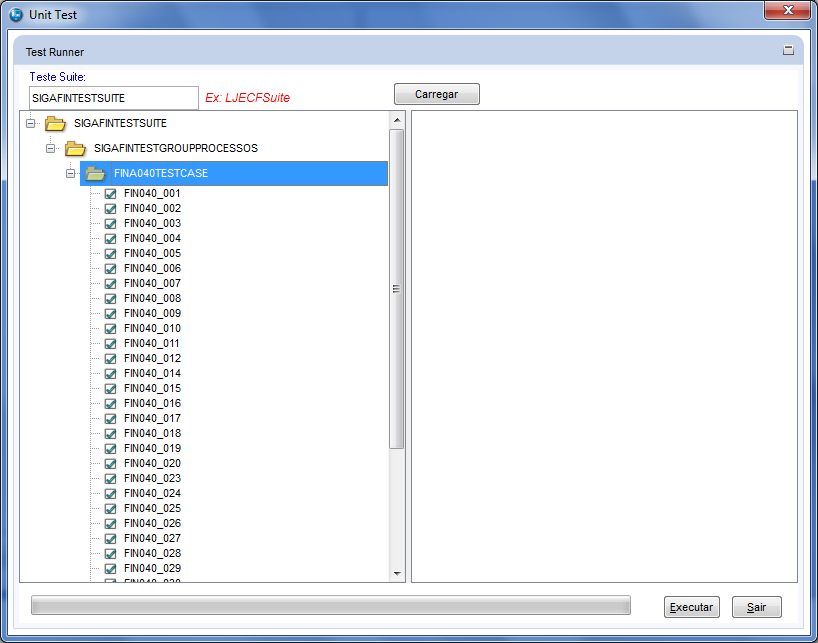 Unit Test
Test Runner
Teste Suite:
SIGAFINTESTSUITE
Ex: LJECFSuite
Carregar
SIGAFINTESTSUITE
SIGAFINTESTGROUPPROCESSOS
FINA040TESTCASE
FIN040_001
FIN040_002
FIN040_003
FIN040_004
FIN040_005
FIN040_006
FIN040_007
FIN040_008
FIN040_009
FIN040_010
FIN040_011
FIN040_012
FIN040_014
FIN040_015
FIN040_016
FIN040_017
FIN040_018
FIN040_019
FIN040_020
FIN040_023
FIN040_024
FIN040_025
FIN040_026
FIN040_027
FIN040_028
FIN040_029
Executar
Sair